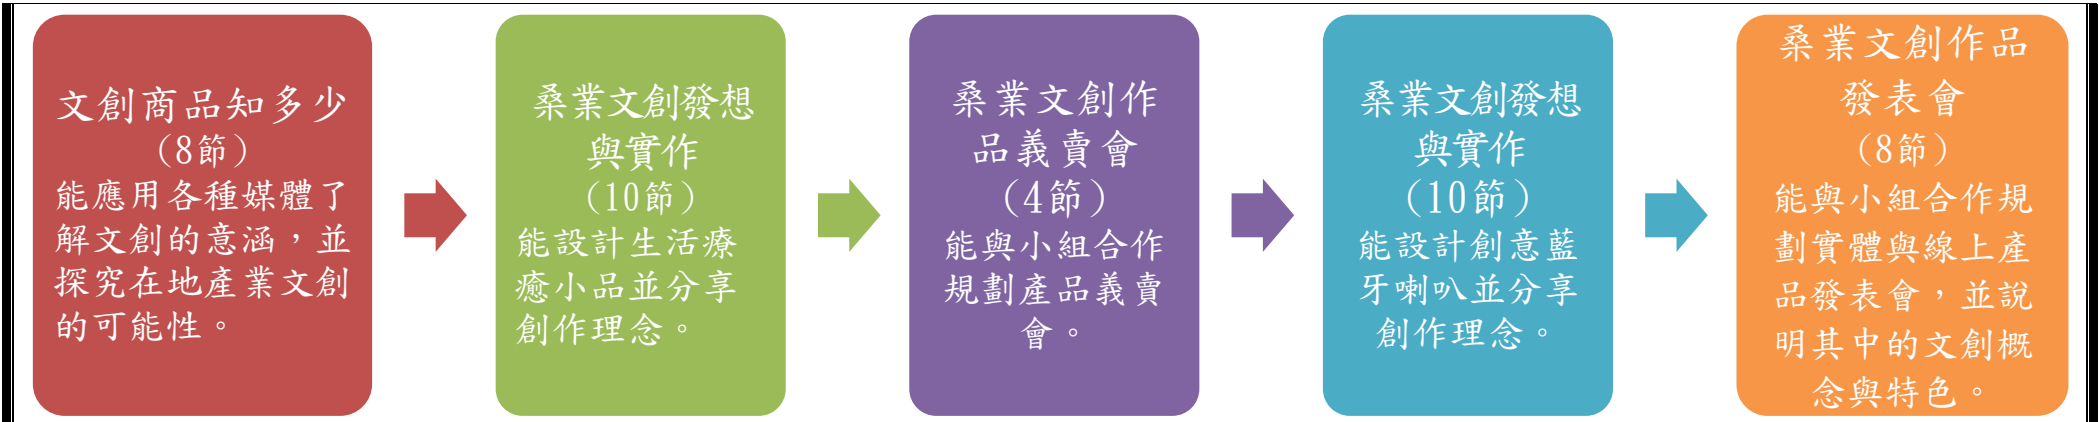 文創商品知多少
（8節）
能應用各種媒體了
解文創的意涵，並
探究在地產業文創
的可能性。
桑業文創發想
與實作
（10節）
能設計生活療
癒小品並分享
創作理念。
桑業文創作
品義賣會
（4節）
能與小組合作
規劃產品義賣
會。
桑業文創發想
與實作
（10節）
能設計創意藍
牙喇叭並分享
創作理念。
桑業文創作品
發表會
（8節）
能與小組合作規
劃實體與線上產
品發表會，並說
明其中的文創概
念與特色。